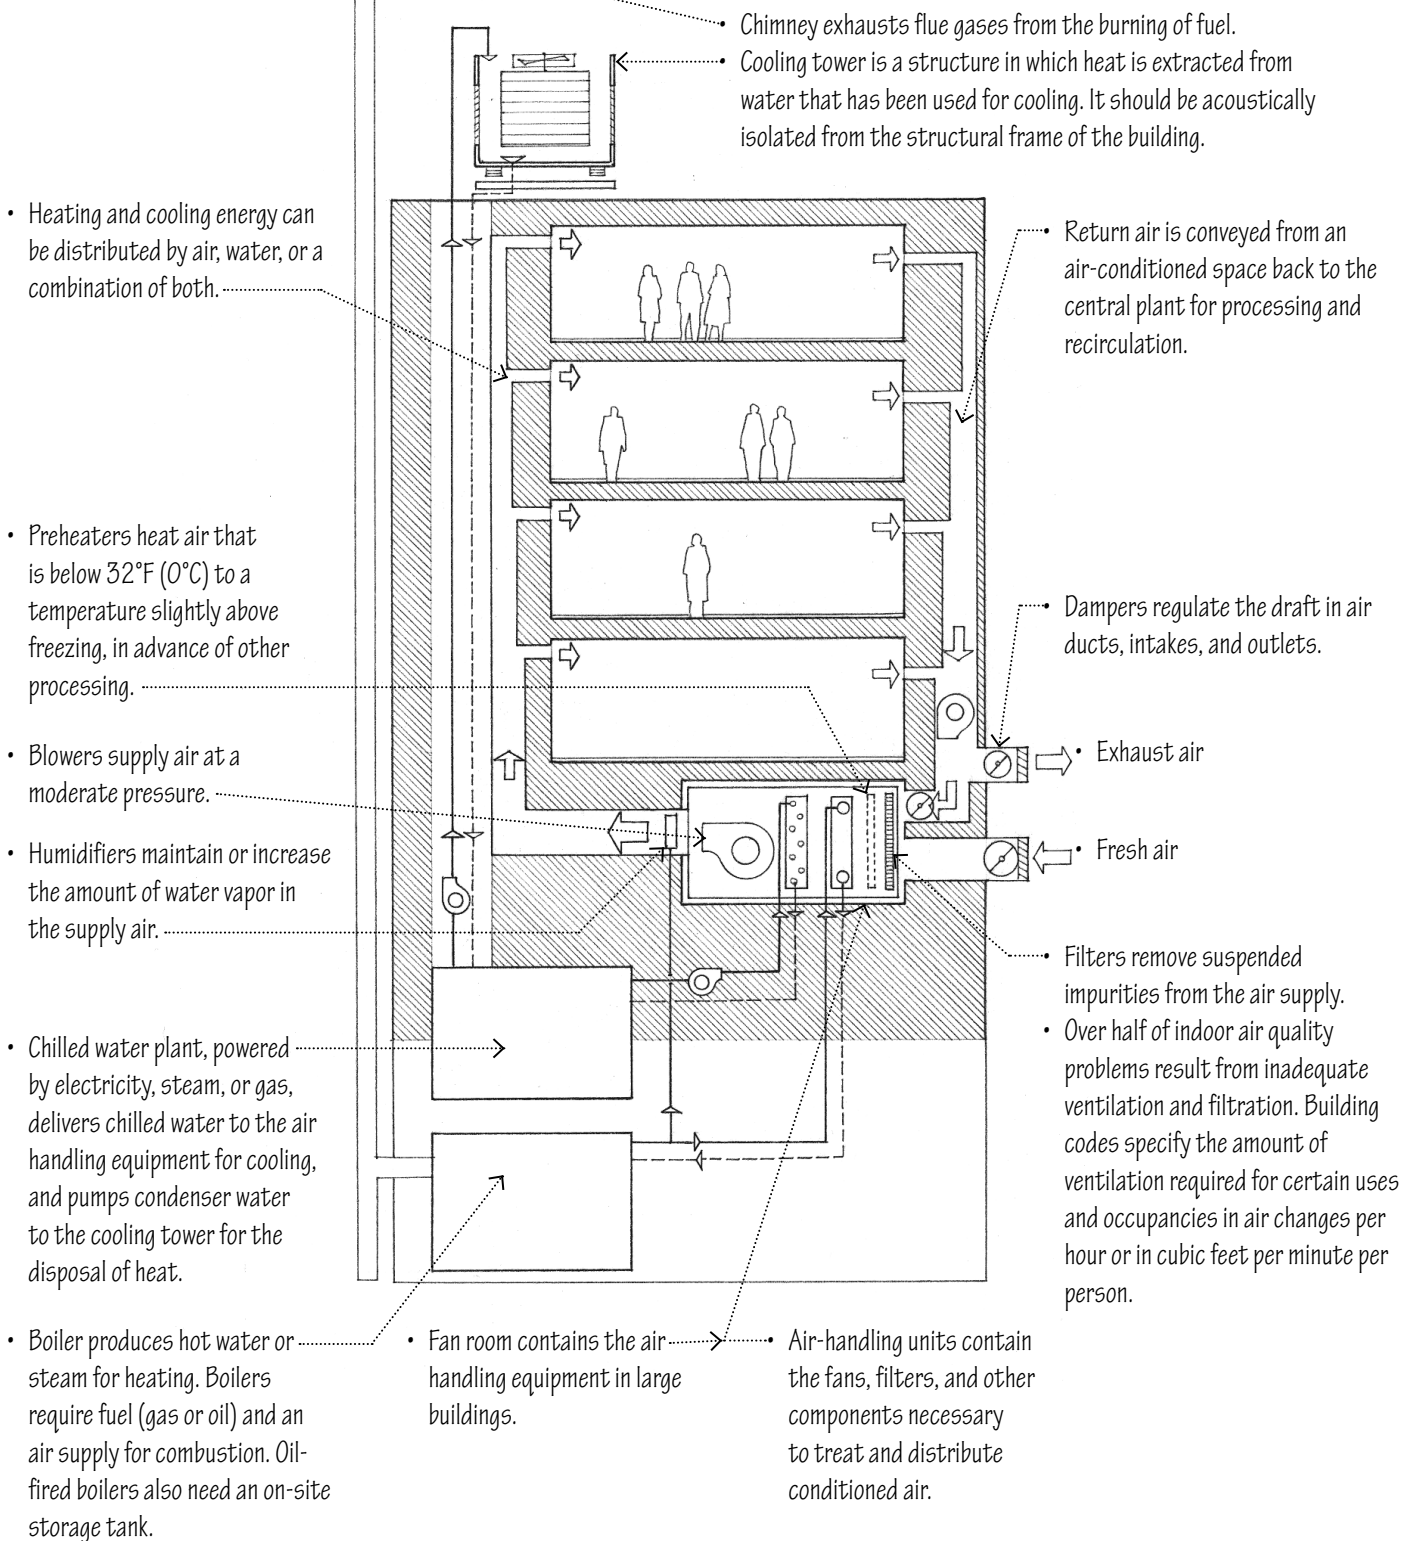 • Chimney exhausts flue gases from the burning of fuel.
• Cooling tower is a structure in which heat is extracted from
water that has been used for cooling. It should be acoustically
isolated from the structural frame of the building.
• Heating and cooling energy can
be distributed by air, water, or a
combination of both.
• Return air is conveyed from an
air-conditioned space back to the
central plant for processing and
recirculation.
• Preheaters heat air that
is below 32°F (0°C) to a
temperature slightly above
freezing, in advance of other
processing.
• Dampers regulate the draft in air
ducts, intakes, and outlets.
• Blowers supply air at a
moderate pressure.
• Exhaust air
• Humidifiers maintain or increase
the amount of water vapor in
the supply air.
• Fresh air
• Filters remove suspended
impurities from the air supply.
• Over half of indoor air quality
problems result from inadequate
ventilation and filtration. Building
codes specify the amount of
ventilation required for certain uses
and occupancies in air changes per
hour or in cubic feet per minute per
person.
• Chilled water plant, powered
by electricity, steam, or gas,
delivers chilled water to the air
handling equipment for cooling,
and pumps condenser water
to the cooling tower for the
disposal of heat.
• Boiler produces hot water or
steam for heating. Boilers
require fuel (gas or oil) and an
air supply for combustion. Oil-
fired boilers also need an on-site
storage tank.
• Fan room contains the air
handling equipment in large
buildings.
• Air-handling units contain
the fans, filters, and other
components necessary
to treat and distribute
conditioned air.